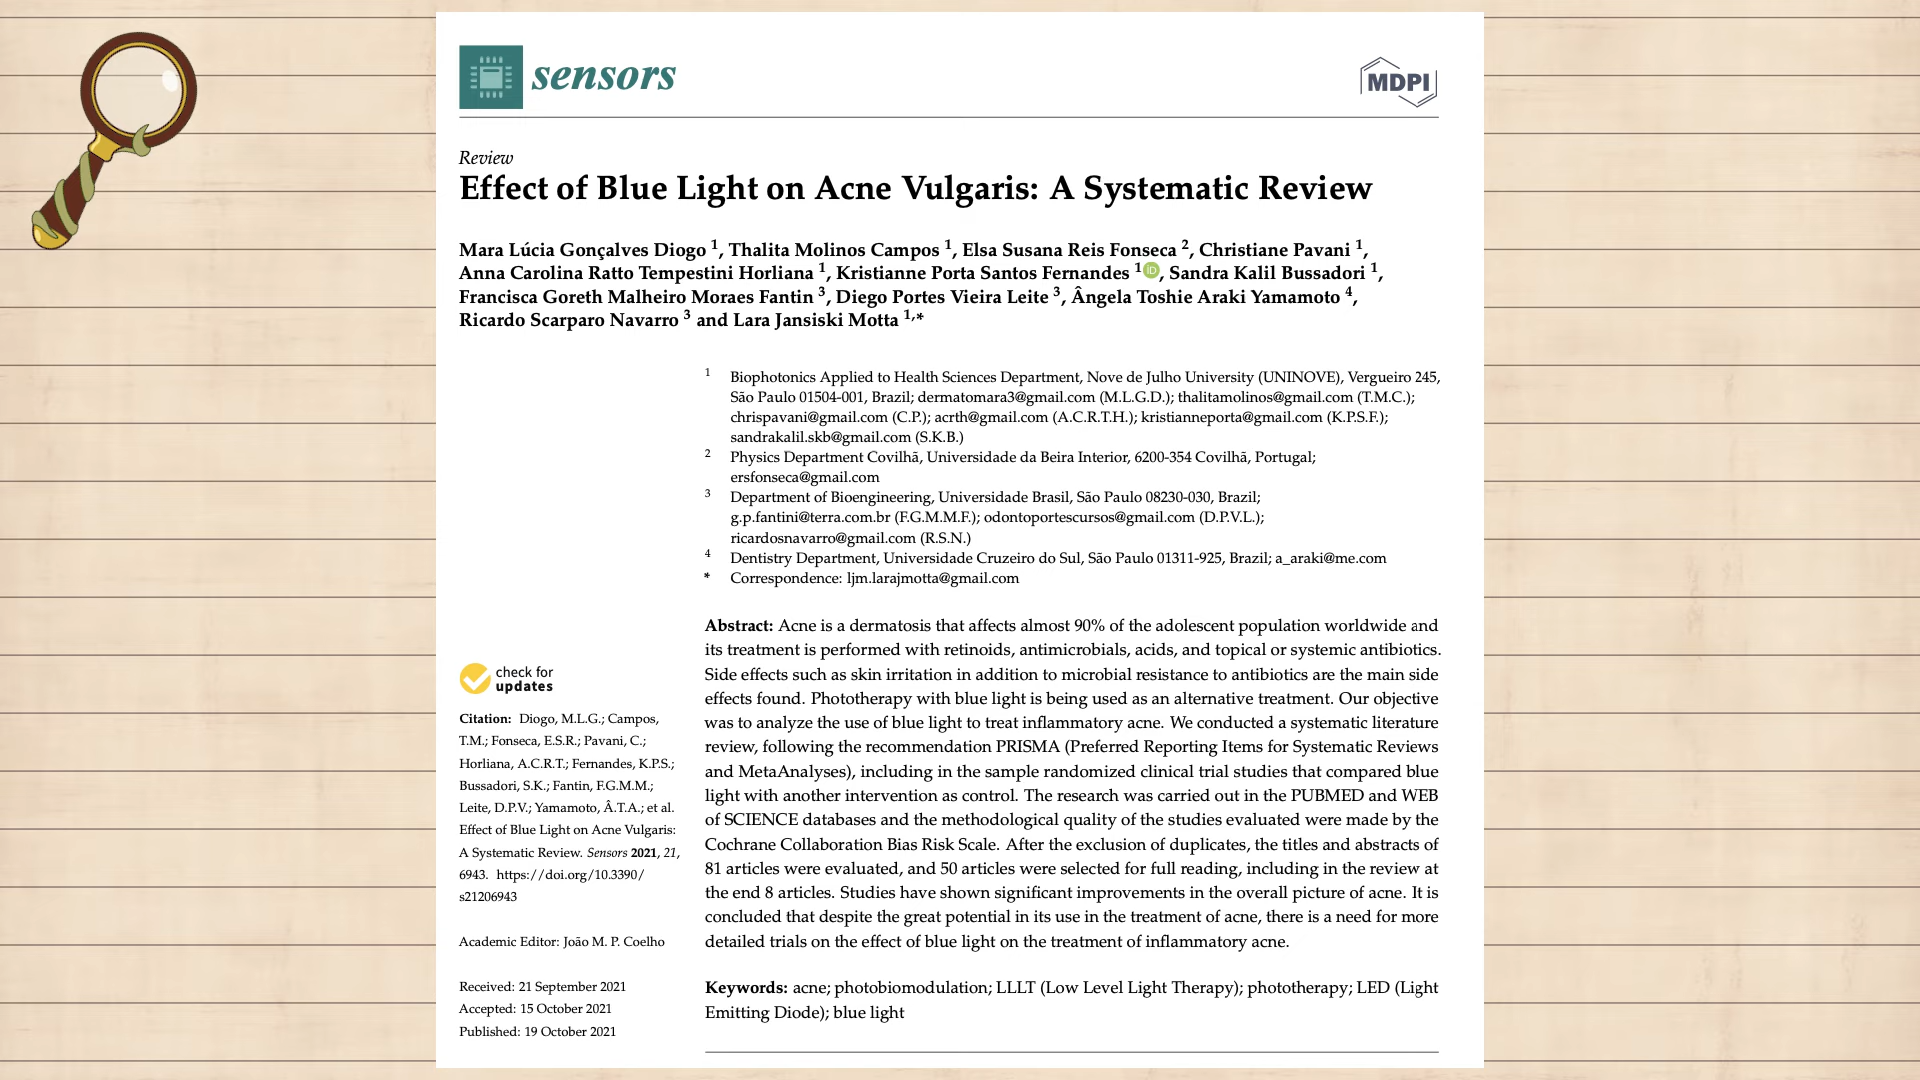 sensors
MDPI
Review
Effect of Blue Light on Acne Vulgaris: A Systematic Review
Mara Lúcia Gonçalves Diogo 1, Thalita Molinos Campos 1, Elsa Susana Reis Fonseca 2, Christiane Pavani 1,
Anna Carolina Ratto Tempestini Horliana 1, Kristianne Porta Santos Fernandes 1 iD, Sandra Kalil Bussadori 1,
Francisca Goreth Malheiro Moraes Fantin 3, Diego Portes Vieira Leite 3, Ângela Toshie Araki Yamamoto 4,
Ricardo Scarparo Navarro 3 and Lara Jansiski Motta 1,*
1 Biophotonics Applied to Health Sciences Department, Nove de Julho University (UNINOVE), Vergueiro 245,
São Paulo 01504-001, Brazil; dermatomara3@gmail.com (M.L.G.D.); thalitamolinos@gmail.com (T.M.C.);
chrispavani@gmail.com (C.P.); acrth@gmail.com (A.C.R.T.H.); kristianneporta@gmail.com (K.P.S.F.);
sandrakalil.skb@gmail.com (S.K.B.)
2 Physics Department Covilhã, Universidade da Beira Interior, 6200-354 Covilhã, Portugal;
ersfonseca@gmail.com
3 Department of Bioengineering, Universidade Brasil, São Paulo 08230-030, Brazil;
g.p.fantini@terra.com.br (F.G.M.M.F.); odontoportescursos@gmail.com (D.P.V.L.);
ricardosnavarro@gmail.com (R.S.N.)
4 Dentistry Department, Universidade Cruzeiro do Sul, São Paulo 01311-925, Brazil; a_araki@me.com
* Correspondence: ljm.larajmotta@gmail.com
Abstract: Acne is a dermatosis that affects almost 90% of the adolescent population worldwide and
its treatment is performed with retinoids, antimicrobials, acids, and topical or systemic antibiotics.
Side effects such as skin irritation in addition to microbial resistance to antibiotics are the main side
effects found. Phototherapy with blue light is being used as an alternative treatment. Our objective
was to analyze the use of blue light to treat inflammatory acne. We conducted a systematic literature
review, following the recommendation PRISMA (Preferred Reporting Items for Systematic Reviews
and MetaAnalyses), including in the sample randomized clinical trial studies that compared blue
light with another intervention as control. The research was carried out in the PUBMED and WEB
of SCIENCE databases and the methodological quality of the studies evaluated were made by the
Cochrane Collaboration Bias Risk Scale. After the exclusion of duplicates, the titles and abstracts of
81 articles were evaluated, and 50 articles were selected for full reading, including in the review at
the end 8 articles. Studies have shown significant improvements in the overall picture of acne. It is
concluded that despite the great potential in its use in the treatment of acne, there is a need for more
detailed trials on the effect of blue light on the treatment of inflammatory acne.
Keywords: acne; photobiomodulation; LLLT (Low Level Light Therapy); phototherapy; LED (Light
Emitting Diode); blue light
check for
updates
Citation: Diogo, M.L.G.; Campos,
T.M.; Fonseca, E.S.R.; Pavani, C.;
Horliana, A.C.R.T.; Fernandes, K.P.S.;
Bussadori, S.K.; Fantin, F.G.M.M.;
Leite, D.P.V.; Yamamoto, Â.T.A.; et al.
Effect of Blue Light on Acne Vulgaris:
A Systematic Review. Sensors 2021, 21,
6943. https://doi.org/10.3390/
s21206943
Academic Editor: João M. P. Coelho
Received: 21 September 2021
Accepted: 15 October 2021
Published: 19 October 2021